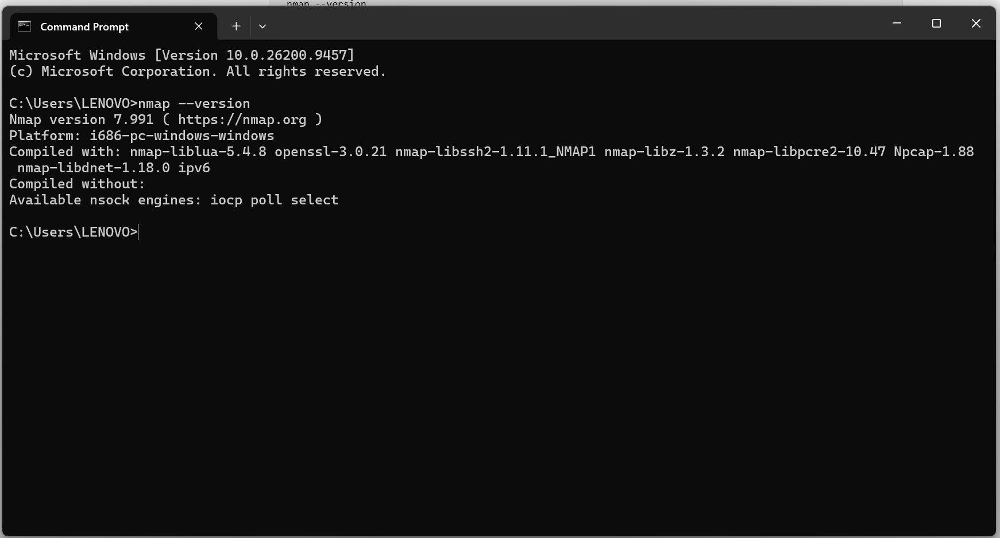 nmap --version
Command Prompt
Microsoft Windows [Version 10.0.26200.9457]
(c) Microsoft Corporation. All rights reserved.
C:\Users\LENOVO>nmap --version
Nmap version 7.991 ( https://nmap.org )
Platform: i686-pc-windows-windows
Compiled with: nmap-liblua-5.4.8 openssl-3.0.21 nmap-libssh2-1.11.1_NMAP1 nmap-libz-1.3.2 nmap-libpcre2-10.47 Npcap-1.88
nmap-libdnet-1.18.0 ipv6
Compiled without:
Available nsock engines: iocp poll select
C:\Users\LENOVO>